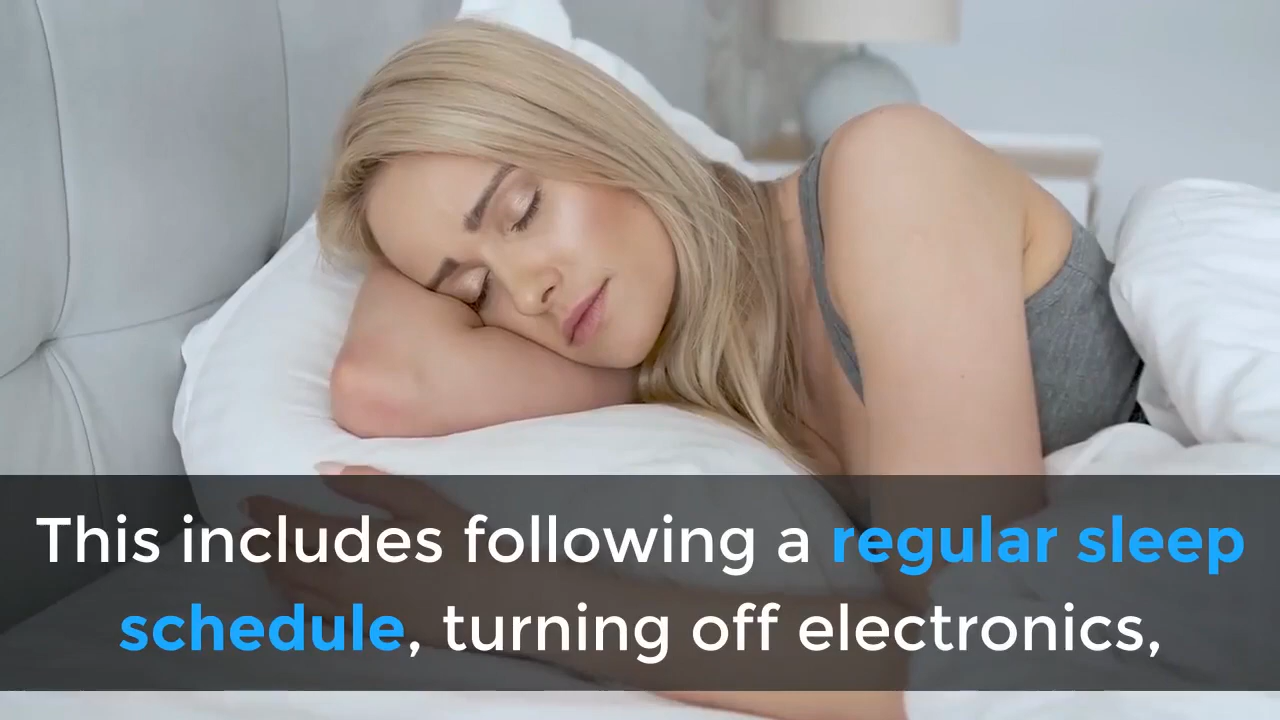 This includes following a regular sleep
schedule, turning off electronics,